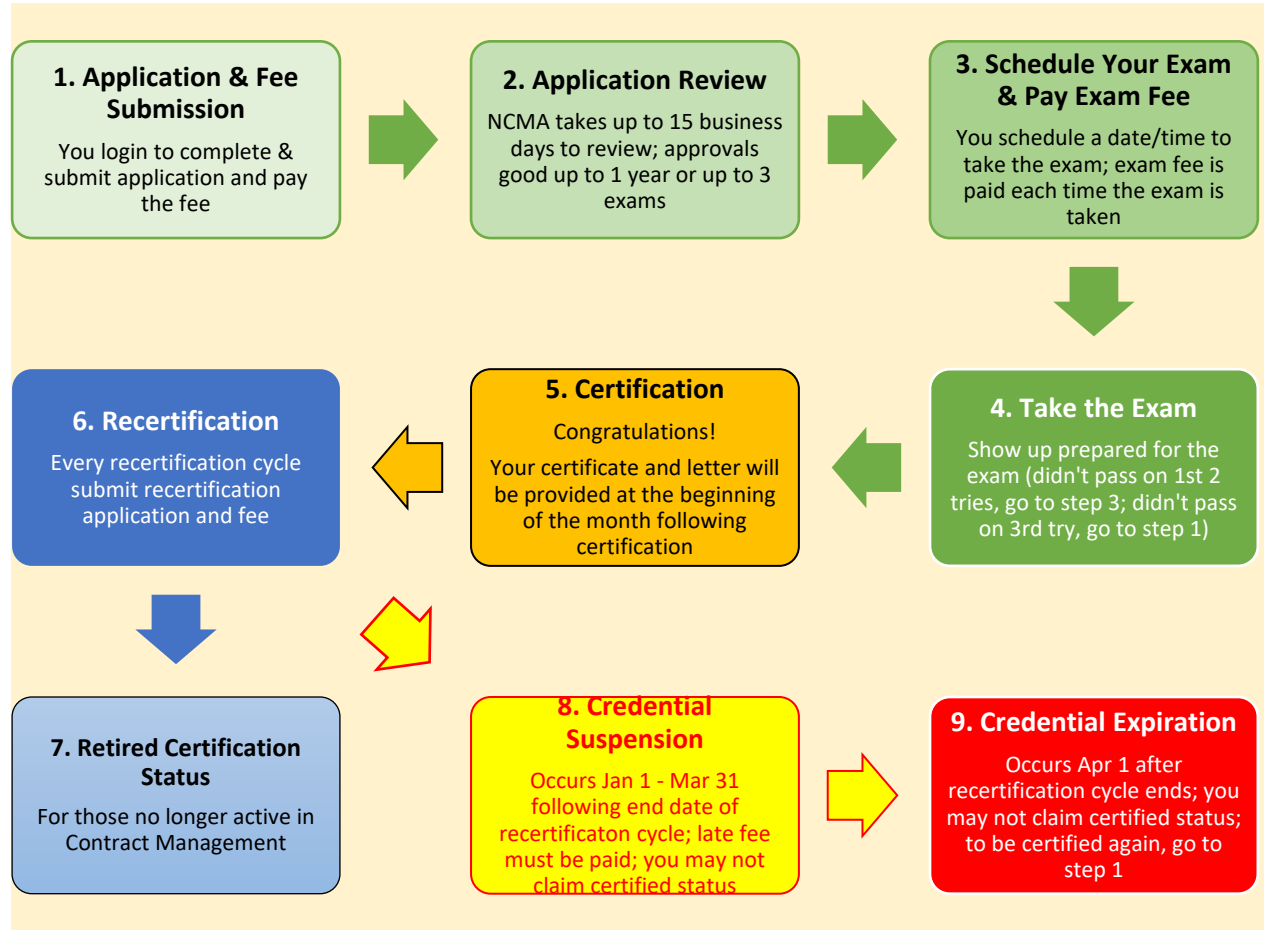 1. Application & Fee
Submission
You login to complete &
submit application and pay
the fee
2. Application Review
NCMA takes up to 15 business
days to review; approvals
good up to 1 year or up to 3
exams
3. Schedule Your Exam
& Pay Exam Fee
You schedule a date/time to
take the exam; exam fee is
paid each time the exam is
taken
4. Take the Exam
Show up prepared for the
exam (didn't pass on 1st 2
tries, go to step 3; didn't pass
on 3rd try, go to step 1)
5. Certification
Congratulations!
Your certificate and letter will
be provided at the beginning
of the month following
certification
6. Recertification
Every recertification cycle
submit recertification
application and fee
7. Retired Certification
Status
For those no longer active in
Contract Management
8. Credential
Suspension
Occurs Jan 1 - Mar 31
following end date of
recertificaton cycle; late fee
must be paid; you may not
claim certified status
9. Credential Expiration
Occurs Apr 1 after
recertification cycle ends; you
may not claim certified status;
to be certified again, go to
step 1